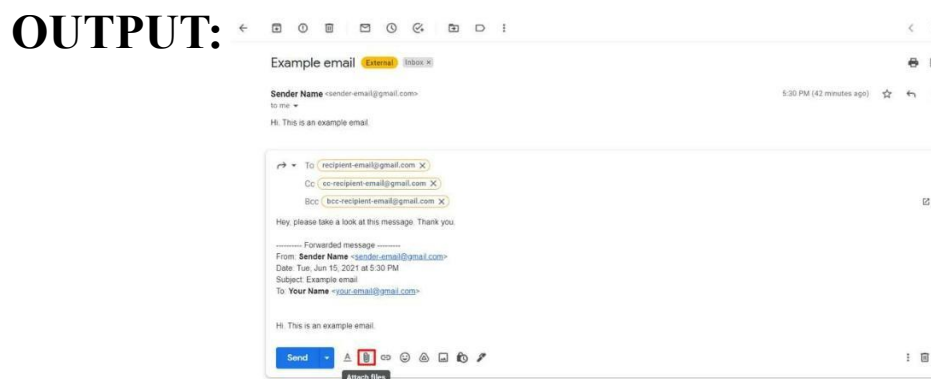 OUTPUT:
Example email External Inbox ×
Sender Name <sender-email@gmail.com> 5:30 PM (42 minutes ago)
to me
Hi. This is an example email.
To recipient-email@gmail.com X
Cc cc-recipient-email@gmail.com X
Bcc bcc-recipient-email@gmail.com X
Hey, please take a look at this message. Thank you.
---------- Forwarded message ---------
From: Sender Name <sender-email@gmail.com>
Date: Tue, Jun 15, 2021 at 5:30 PM
Subject: Example email
To: Your Name <your-email@gmail.com>
Hi. This is an example email.
Send
Attach files